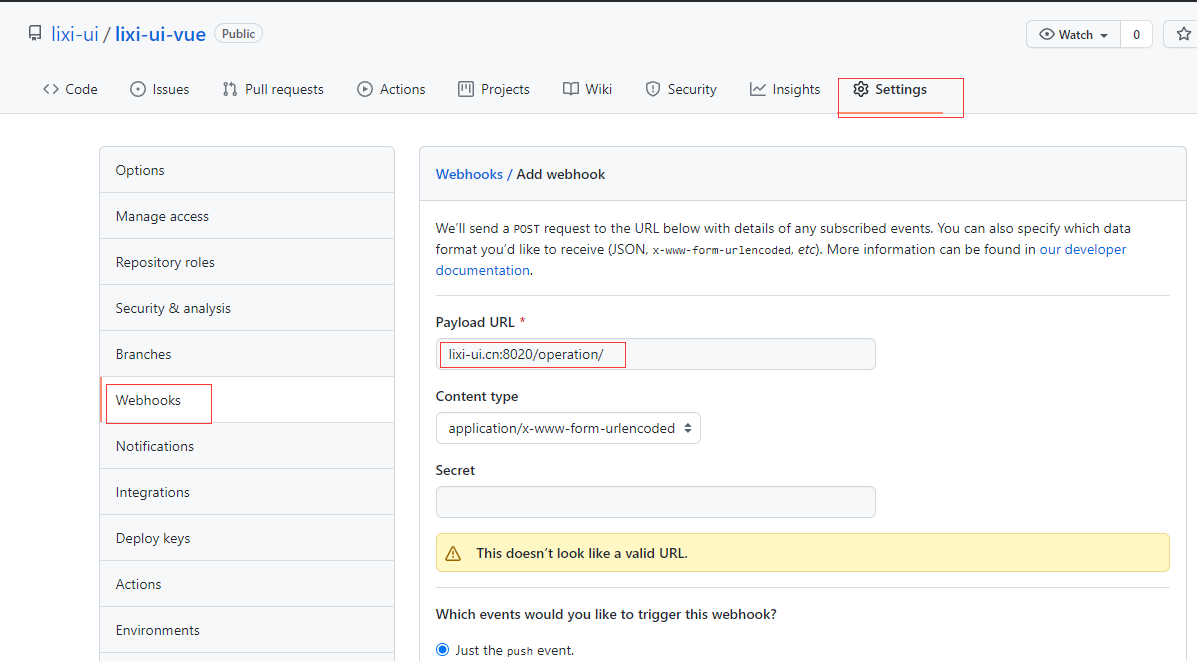 lixi-ui / lixi-ui-vue Public
Watch 0
Code Issues Pull requests Actions Projects Wiki Security Insights Settings
Options
Manage access
Repository roles
Security & analysis
Branches
Webhooks
Notifications
Integrations
Deploy keys
Actions
Environments
Webhooks / Add webhook
We’ll send a POST request to the URL below with details of any subscribed events. You can also specify which data
format you’d like to receive (JSON, x-www-form-urlencoded, etc). More information can be found in our developer
documentation.
Payload URL *
lixi-ui.cn:8020/operation/
Content type
application/x-www-form-urlencoded
Secret
This doesn’t look like a valid URL.
Which events would you like to trigger this webhook?
Just the push event.